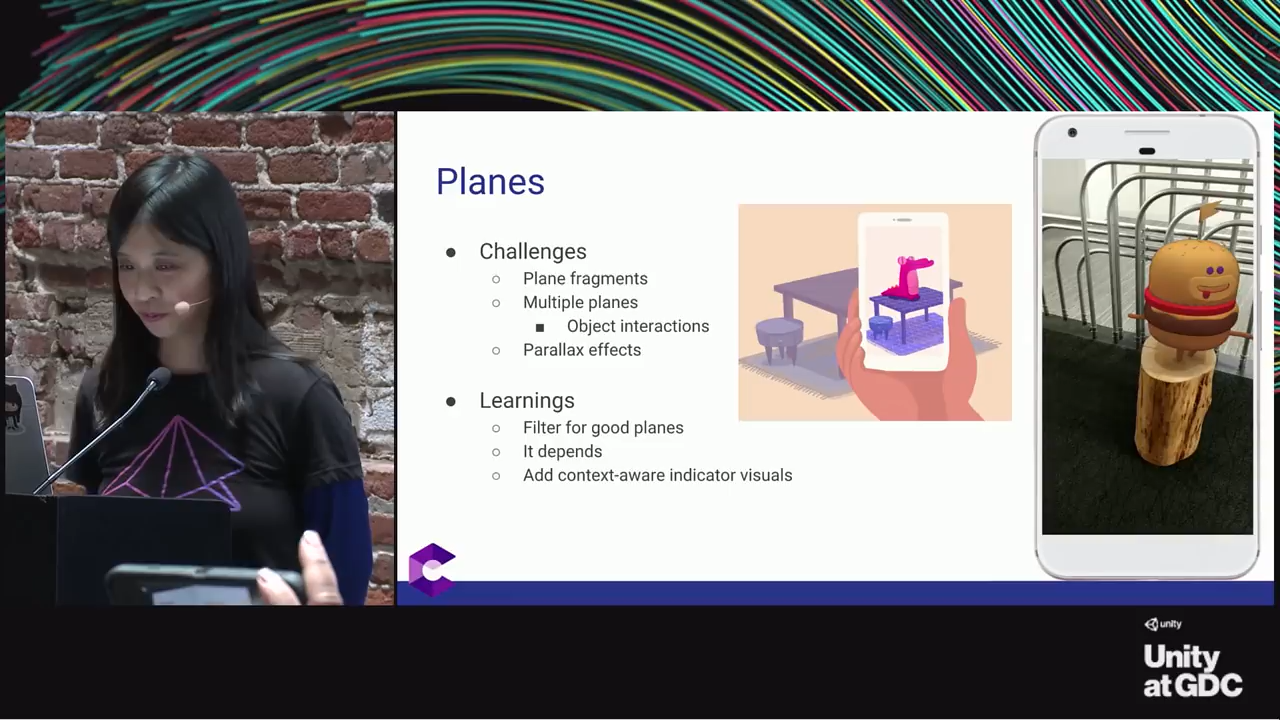 Planes
● Challenges
○ Plane fragments
○ Multiple planes
■ Object interactions
○ Parallax effects
● Learnings
○ Filter for good planes
○ It depends
○ Add context-aware indicator visuals
unity
Unity
at GDC